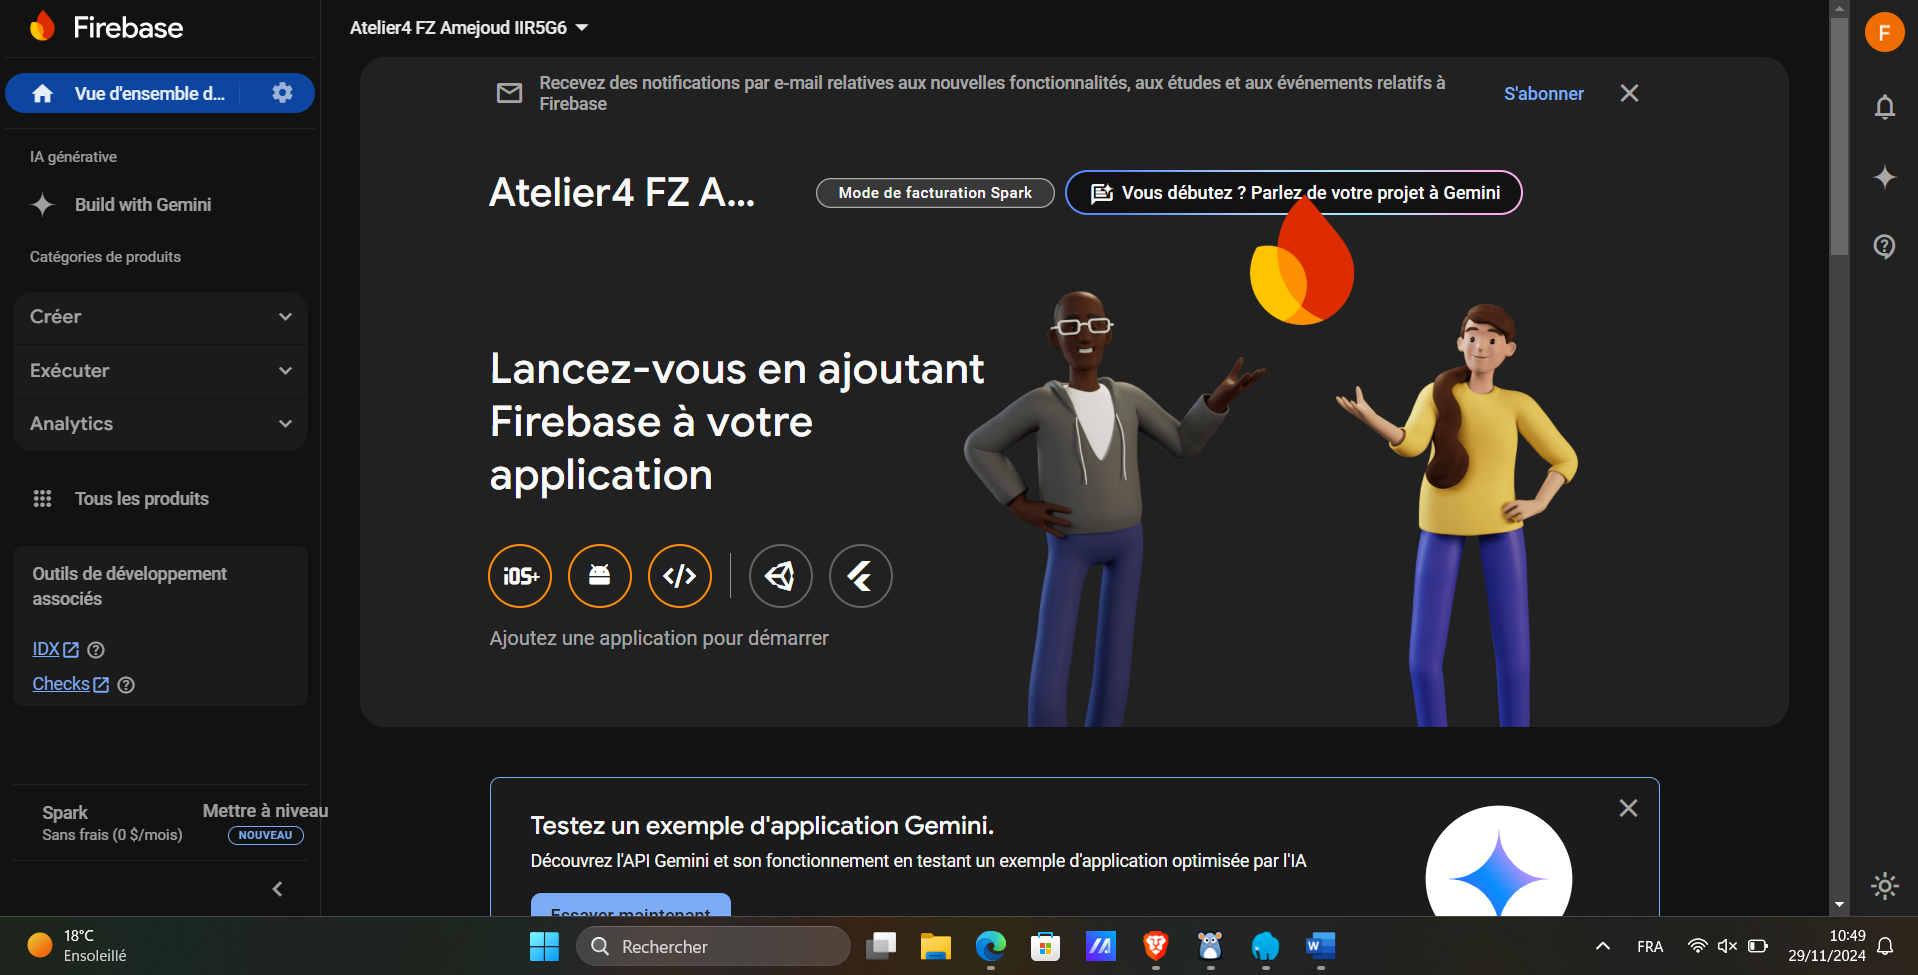 Firebase
Atelier4 FZ Amejoud IIR5G6
F
Vue d'ensemble d...
Recevez des notifications par e-mail relatives aux nouvelles fonctionnalités, aux études et aux événements relatifs à
Firebase
S'abonner
IA générative
Build with Gemini
Catégories de produits
Créer
Exécuter
Analytics
Tous les produits
Outils de développement
associés
IDX
Checks
Spark
Sans frais (0 $/mois)
Mettre à niveau
NOUVEAU
Atelier4 FZ A...
Mode de facturation Spark
Vous débutez ? Parlez de votre projet à Gemini
Lancez-vous en ajoutant
Firebase à votre
application
iOS+
Ajoutez une application pour démarrer
Testez un exemple d'application Gemini.
Découvrez l'API Gemini et son fonctionnement en testant un exemple d'application optimisée par l'IA
Essayer maintenant
18°C
Ensoleillé
Rechercher
W
FRA
10:49
29/11/2024